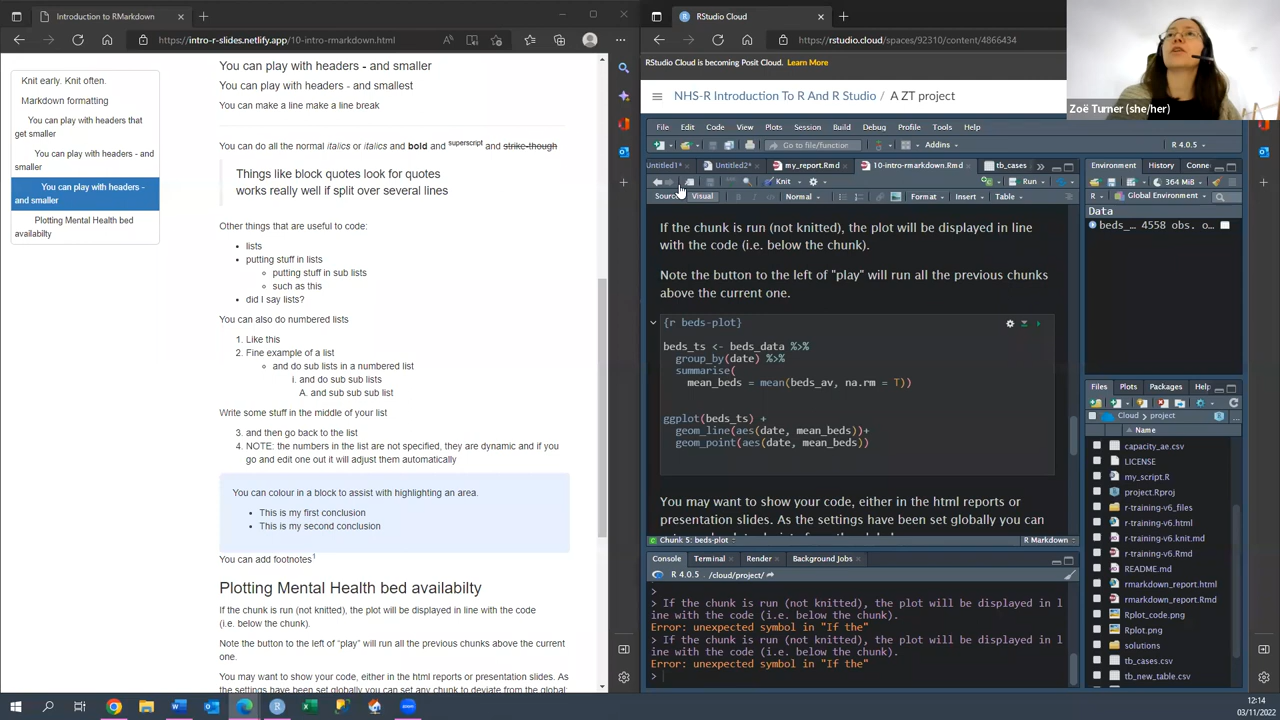 Introduction to RMarkdown
RStudio Cloud
https://intro-r-slides.netlify.app/10-intro-rmarkdown.html
https://rstudio.cloud/spaces/92310/content/4866434
RStudio Cloud is becoming Posit Cloud. Learn More
NHS-R Introduction To R And R Studio / A ZT project
Zoë Turner (she/her)
Knit early. Knit often.
Markdown formatting
You can play with headers that
get smaller
You can play with headers - and
smaller
You can play with headers -
and smaller
Plotting Mental Health bed
availabilty
You can play with headers - and smaller
You can play with headers - and smallest
You can make a line make a line break
You can do all the normal italics or italics and bold and superscript and strike-though
Things like block quotes look for quotes
works really well if split over several lines
Other things that are useful to code:
lists
putting stuff in lists
putting stuff in sub lists
such as this
did I say lists?
You can also do numbered lists
1. Like this
2. Fine example of a list
and do sub lists in a numbered list
i. and do sub sub lists
A. and sub sub sub list
Write some stuff in the middle of your list
3. and then go back to the list
4. NOTE: the numbers in the list are not specified, they are dynamic and if you
go and edit one out it will adjust them automatically
You can colour in a block to assist with highlighting an area.
This is my first conclusion
This is my second conclusion
You can add footnotes1
Plotting Mental Health bed availabilty
If the chunk is run (not knitted), the plot will be displayed in line with the code
(i.e. below the chunk).
Note the button to the left of "play" will run all the previous chunks above the current
one.
You may want to show your code, either in the html reports or presentation slides. As
the settings have been set globally you can set any chunk to deviate from the global:
File Edit Code View Plots Session Build Debug Profile Tools Help
Go to file/function
Addins
R 4.0.5
Untitled1* Untitled2* my_report.Rmd 10-intro-rmarkdown.Rmd tb_cases
Knit
Run
Source Visual
Normal
Format Insert Table
If the chunk is run (not knitted), the plot will be displayed in line
with the code (i.e. below the chunk).
Note the button to the left of "play" will run all the previous chunks
above the current one.
{r beds-plot}
beds_ts <- beds_data %>%
group_by(date) %>%
summarise(
mean_beds = mean(beds_av, na.rm = T))
ggplot(beds_ts) +
geom_line(aes(date, mean_beds))+
geom_point(aes(date, mean_beds))
You may want to show your code, either in the html reports or
presentation slides. As the settings have been set globally you can
Chunk 5: beds-plot
R Markdown
Console Terminal Render Background Jobs
R 4.0.5 . /cloud/project/
>
> If the chunk is run (not knitted), the plot will be displayed in l
ine with the code (i.e. below the chunk).
Error: unexpected symbol in "If the"
> If the chunk is run (not knitted), the plot will be displayed in l
ine with the code (i.e. below the chunk).
Error: unexpected symbol in "If the"
>
Environment History Conne
364 MiB
R Global Environment
Data
beds_… 4558 obs. o…
Files Plots Packages Help
Cloud project
Name
capacity_ae.csv
LICENSE
my_script.R
project.Rproj
r-training-v6_files
r-training-v6.html
r-training-v6.knit.md
r-training-v6.Rmd
README.md
rmarkdown_report.html
rmarkdown_report.Rmd
Rplot_code.png
Rplot.png
solutions
tb_cases.csv
tb_new_table.csv
12:14
03/11/2022